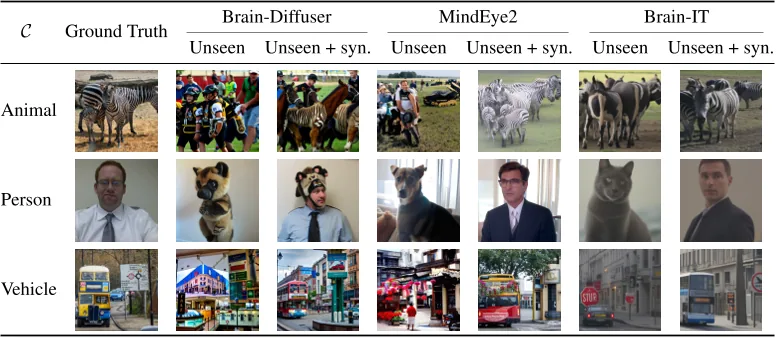 Brain-Diffuser MindEye2 Brain-IT
𝒞 Ground Truth
Unseen Unseen + syn. Unseen Unseen + syn. Unseen Unseen + syn.
Animal
Person
Vehicle